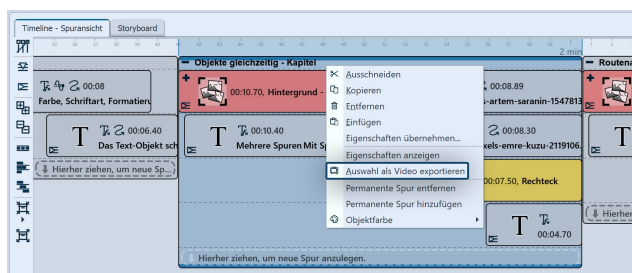 Timeline - Spuransicht
Storyboard
2 min
Objekte gleichzeitig - Kapitel
Routena
00:08
Farbe, Schriftart, Formatieru
00:10.70, Hintergrund -
00:08.89
s-artem-saranin-1547813
T
00:06.40
Das Text-Objekt sch
T
00:10.40
Mehrere Spuren Mit S
00:08.30
xels-emre-kuzu-2119106.
T
Hierher ziehen, um neue Sp...
00:07.50, Rechteck
T
00:04.70
Hierher
Hierher ziehen, um neue Spur anzulegen.
Ausschneiden
Kopieren
Entfernen
Einfügen
Eigenschaften übernehmen...
Eigenschaften anzeigen
Auswahl als Video exportieren
Permanente Spur entfernen
Permanente Spur hinzufügen
Objektfarbe